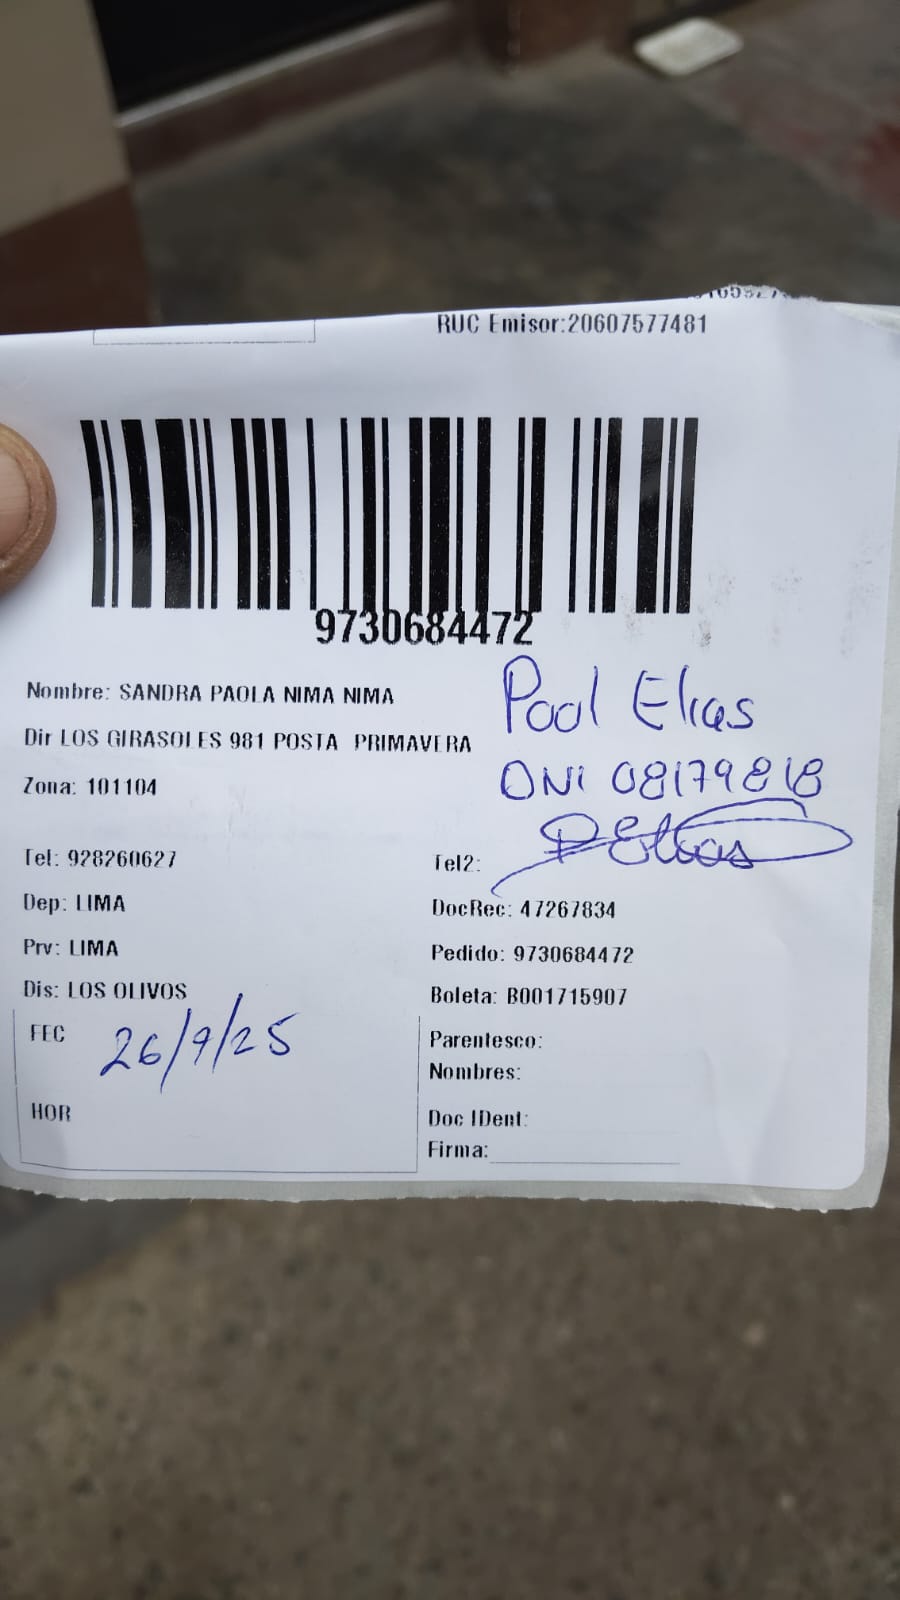 RUC Emisor:20607577481
9730684472
Nombre: SANDRA PAOLA NIMA NIMA
Pool Elias
Dir LOS GIRASOLES 981 POSTA PRIMAVERA
DNI 08179818
Zona: 101104
PElias
Tel: 928260627
Tel2:
Dep: LIMA
DocRec: 47267834
Prv: LIMA
Pedido: 9730684472
Dis: LOS OLIVOS
Boleta: B001715907
FEC 26/9/25
Parentesco:
Nombres:
HOR
Doc IDent:
Firma: